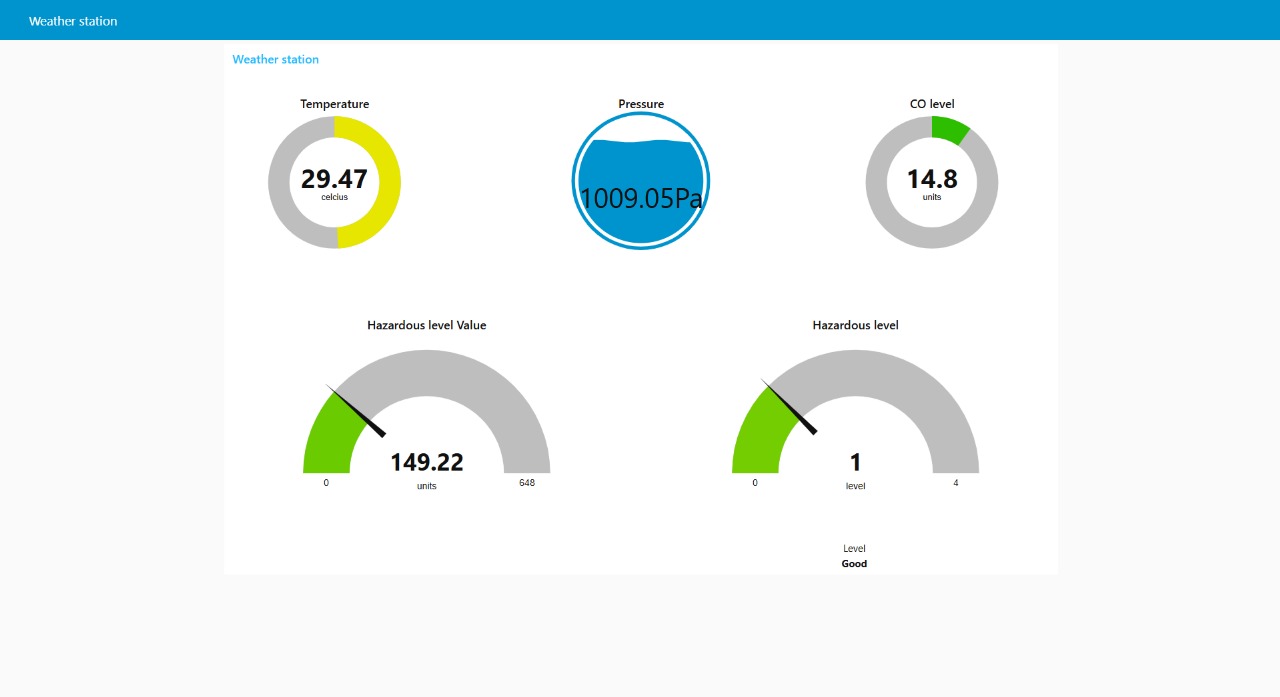 Weather station
Weather station
Temperature
Pressure
CO level
29.47
celcius
1009.05Pa
14.8
units
Hazardous level Value
Hazardous level
149.22
0
units
648
1
0
level
4
Level
Good